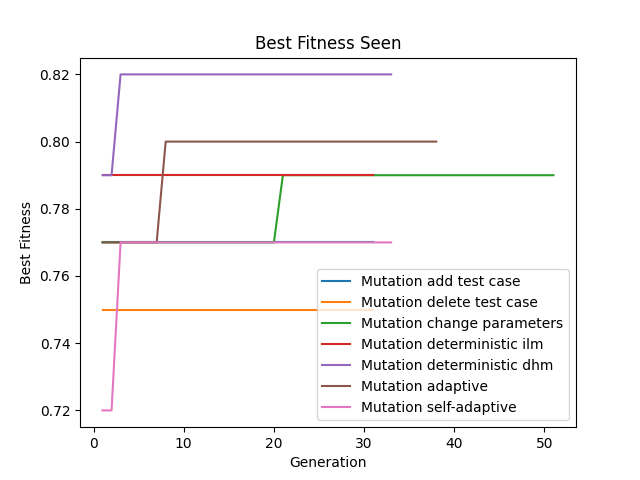 Best Fitness Seen
Best Fitness
0.82
0.80
0.78
0.76
0.74
0.72
Mutation add test case
Mutation delete test case
Mutation change parameters
Mutation deterministic ilm
Mutation deterministic dhm
Mutation adaptive
Mutation self-adaptive
0 10 20 30 40 50
Generation